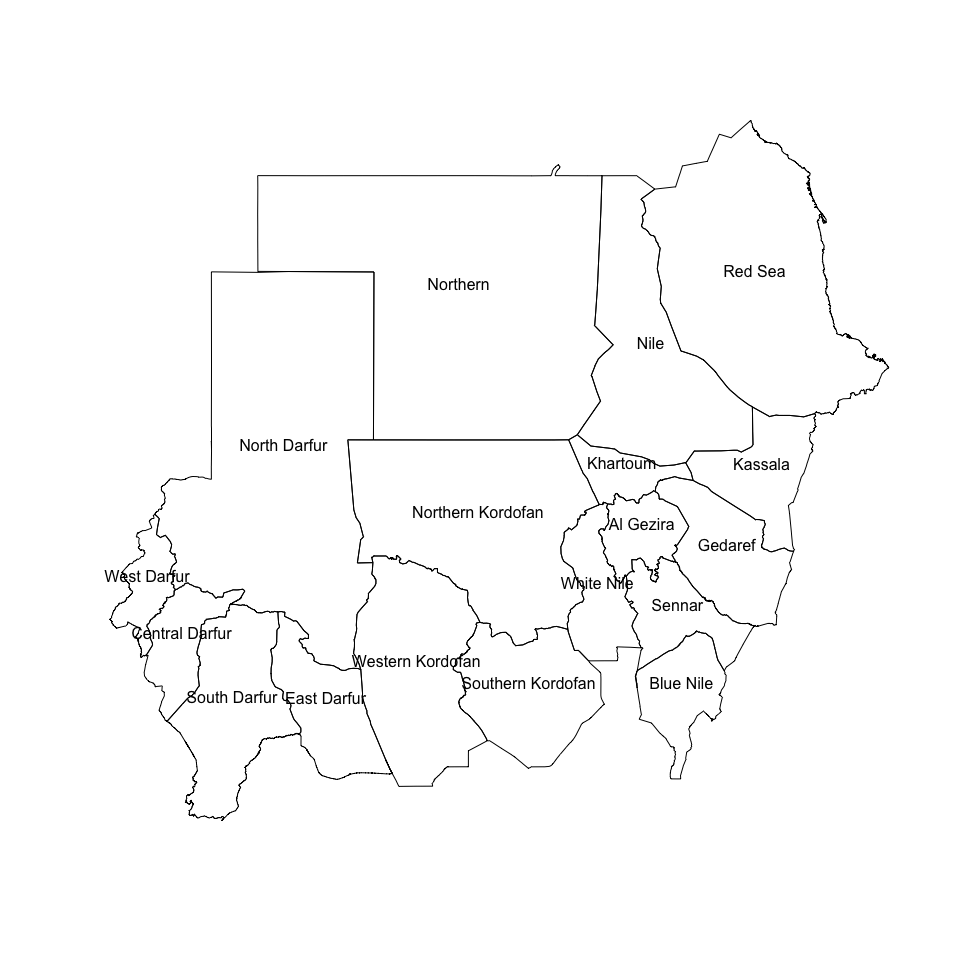 Red Sea
Northern
Nile
North Darfur
Khartoum
Kassala
Northern Kordofan
Al Gezira
Gedaref
West Darfur
White Nile
Sennar
Central Darfur
Western Kordofan
Southern Kordofan
Blue Nile
South Darfur
East Darfur